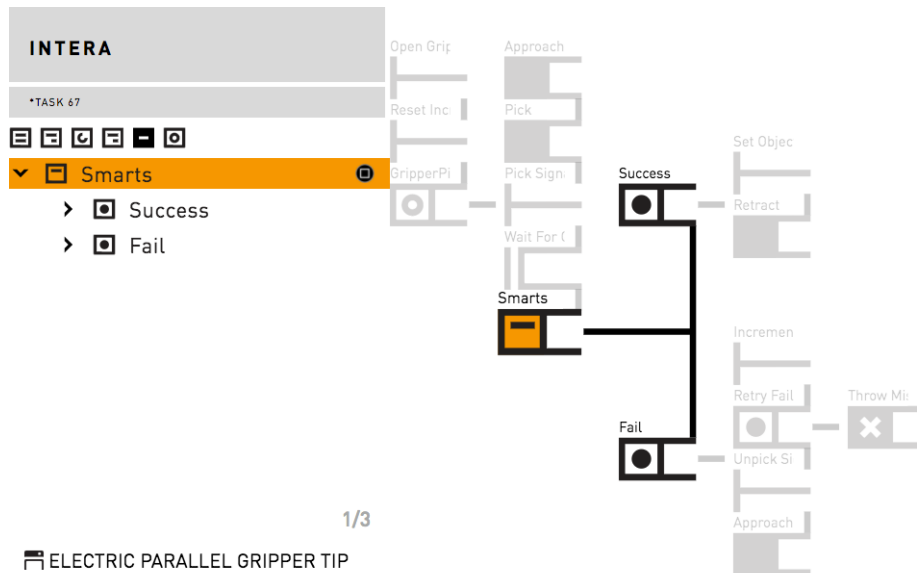 INTERA
*TASK 67
Smarts
Success
Fail
1/3
ELECTRIC PARALLEL GRIPPER TIP
Open Grip
Approach
Reset Inc
Pick
GripperPi
Pick Sign
Wait For
Smarts
Success
Set Objec
Retract
Incremen
Retry Fail
Throw Mi
Fail
Unpick Si
Approach